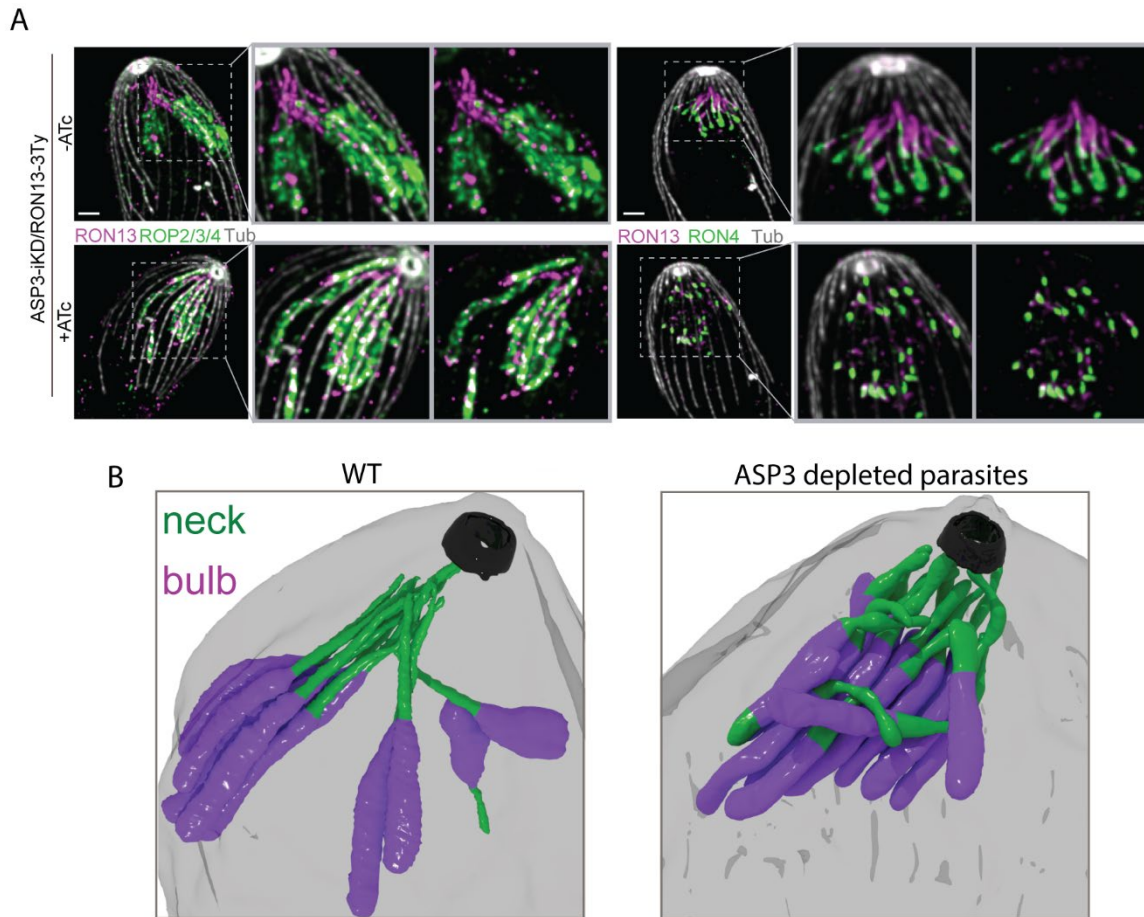 A
ASP3-iKD/RON13-3Ty
-ATc
RON13 ROP2/3/4 Tub
RON13 RON4 Tub
+ATc
B
WT
ASP3 depleted parasites
neck
bulb